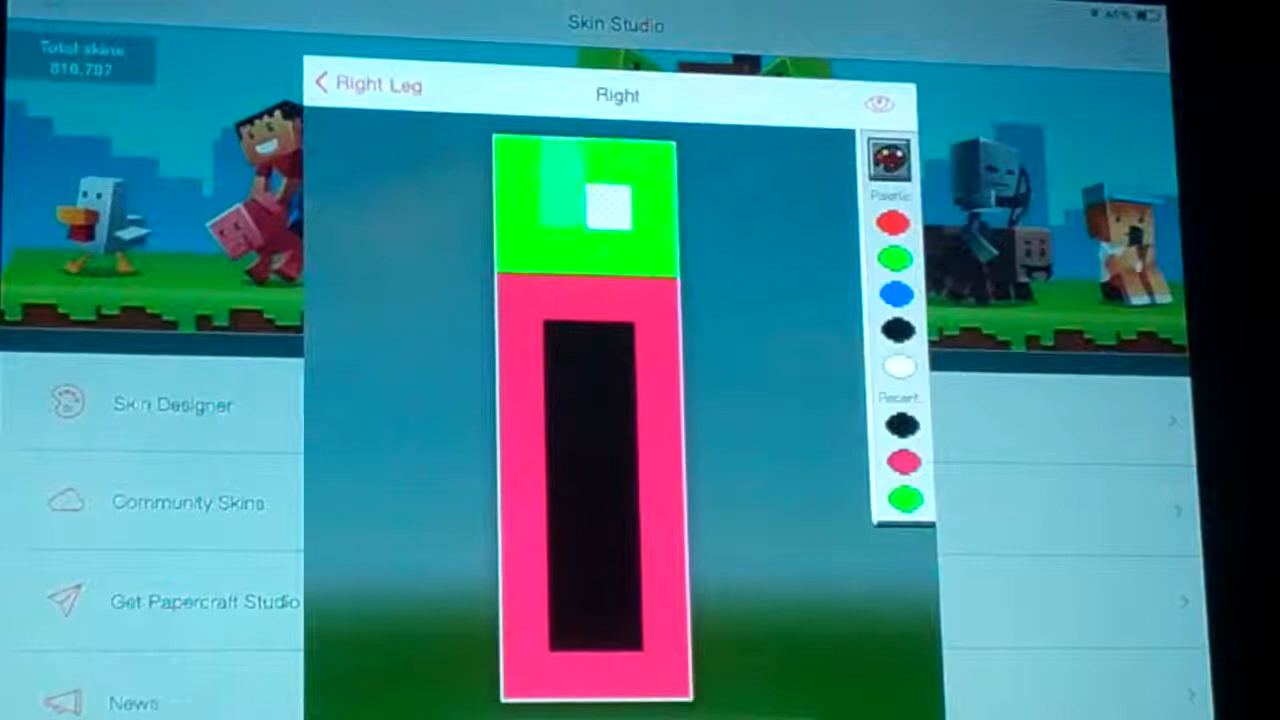 Skin Studio
Total skins
Right Leg
Right
Palette:
Recent:
Skin Designer
Community Skins
Get Papercraft Studio
News